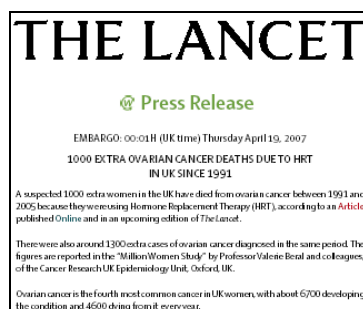 THE LANCET
Press Release
EMBARGO: 00:01H (UK time) Thursday April 19, 2007
1000 EXTRA OVARIAN CANCER DEATHS DUE TO HRT
IN UK SINCE 1991
A suspected 1000 extra women in the UK have died from ovarian cancer between 1991 and
2005 because they were using Hormone Replacement Therapy (HRT), according to an Article
published Online and in an upcoming edition of The Lancet.
There were also around 1300 extra cases of ovarian cancer diagnosed in the same period. The
figures are reported in the "Million Women Study" by Professor Valerie Beral and colleagues,
of the Cancer Research UK Epidemiology Unit, Oxford, UK.
Ovarian cancer is the fourth most common cancer in UK women, with about 6700 developing
the condition and 4600 dying from it every year.